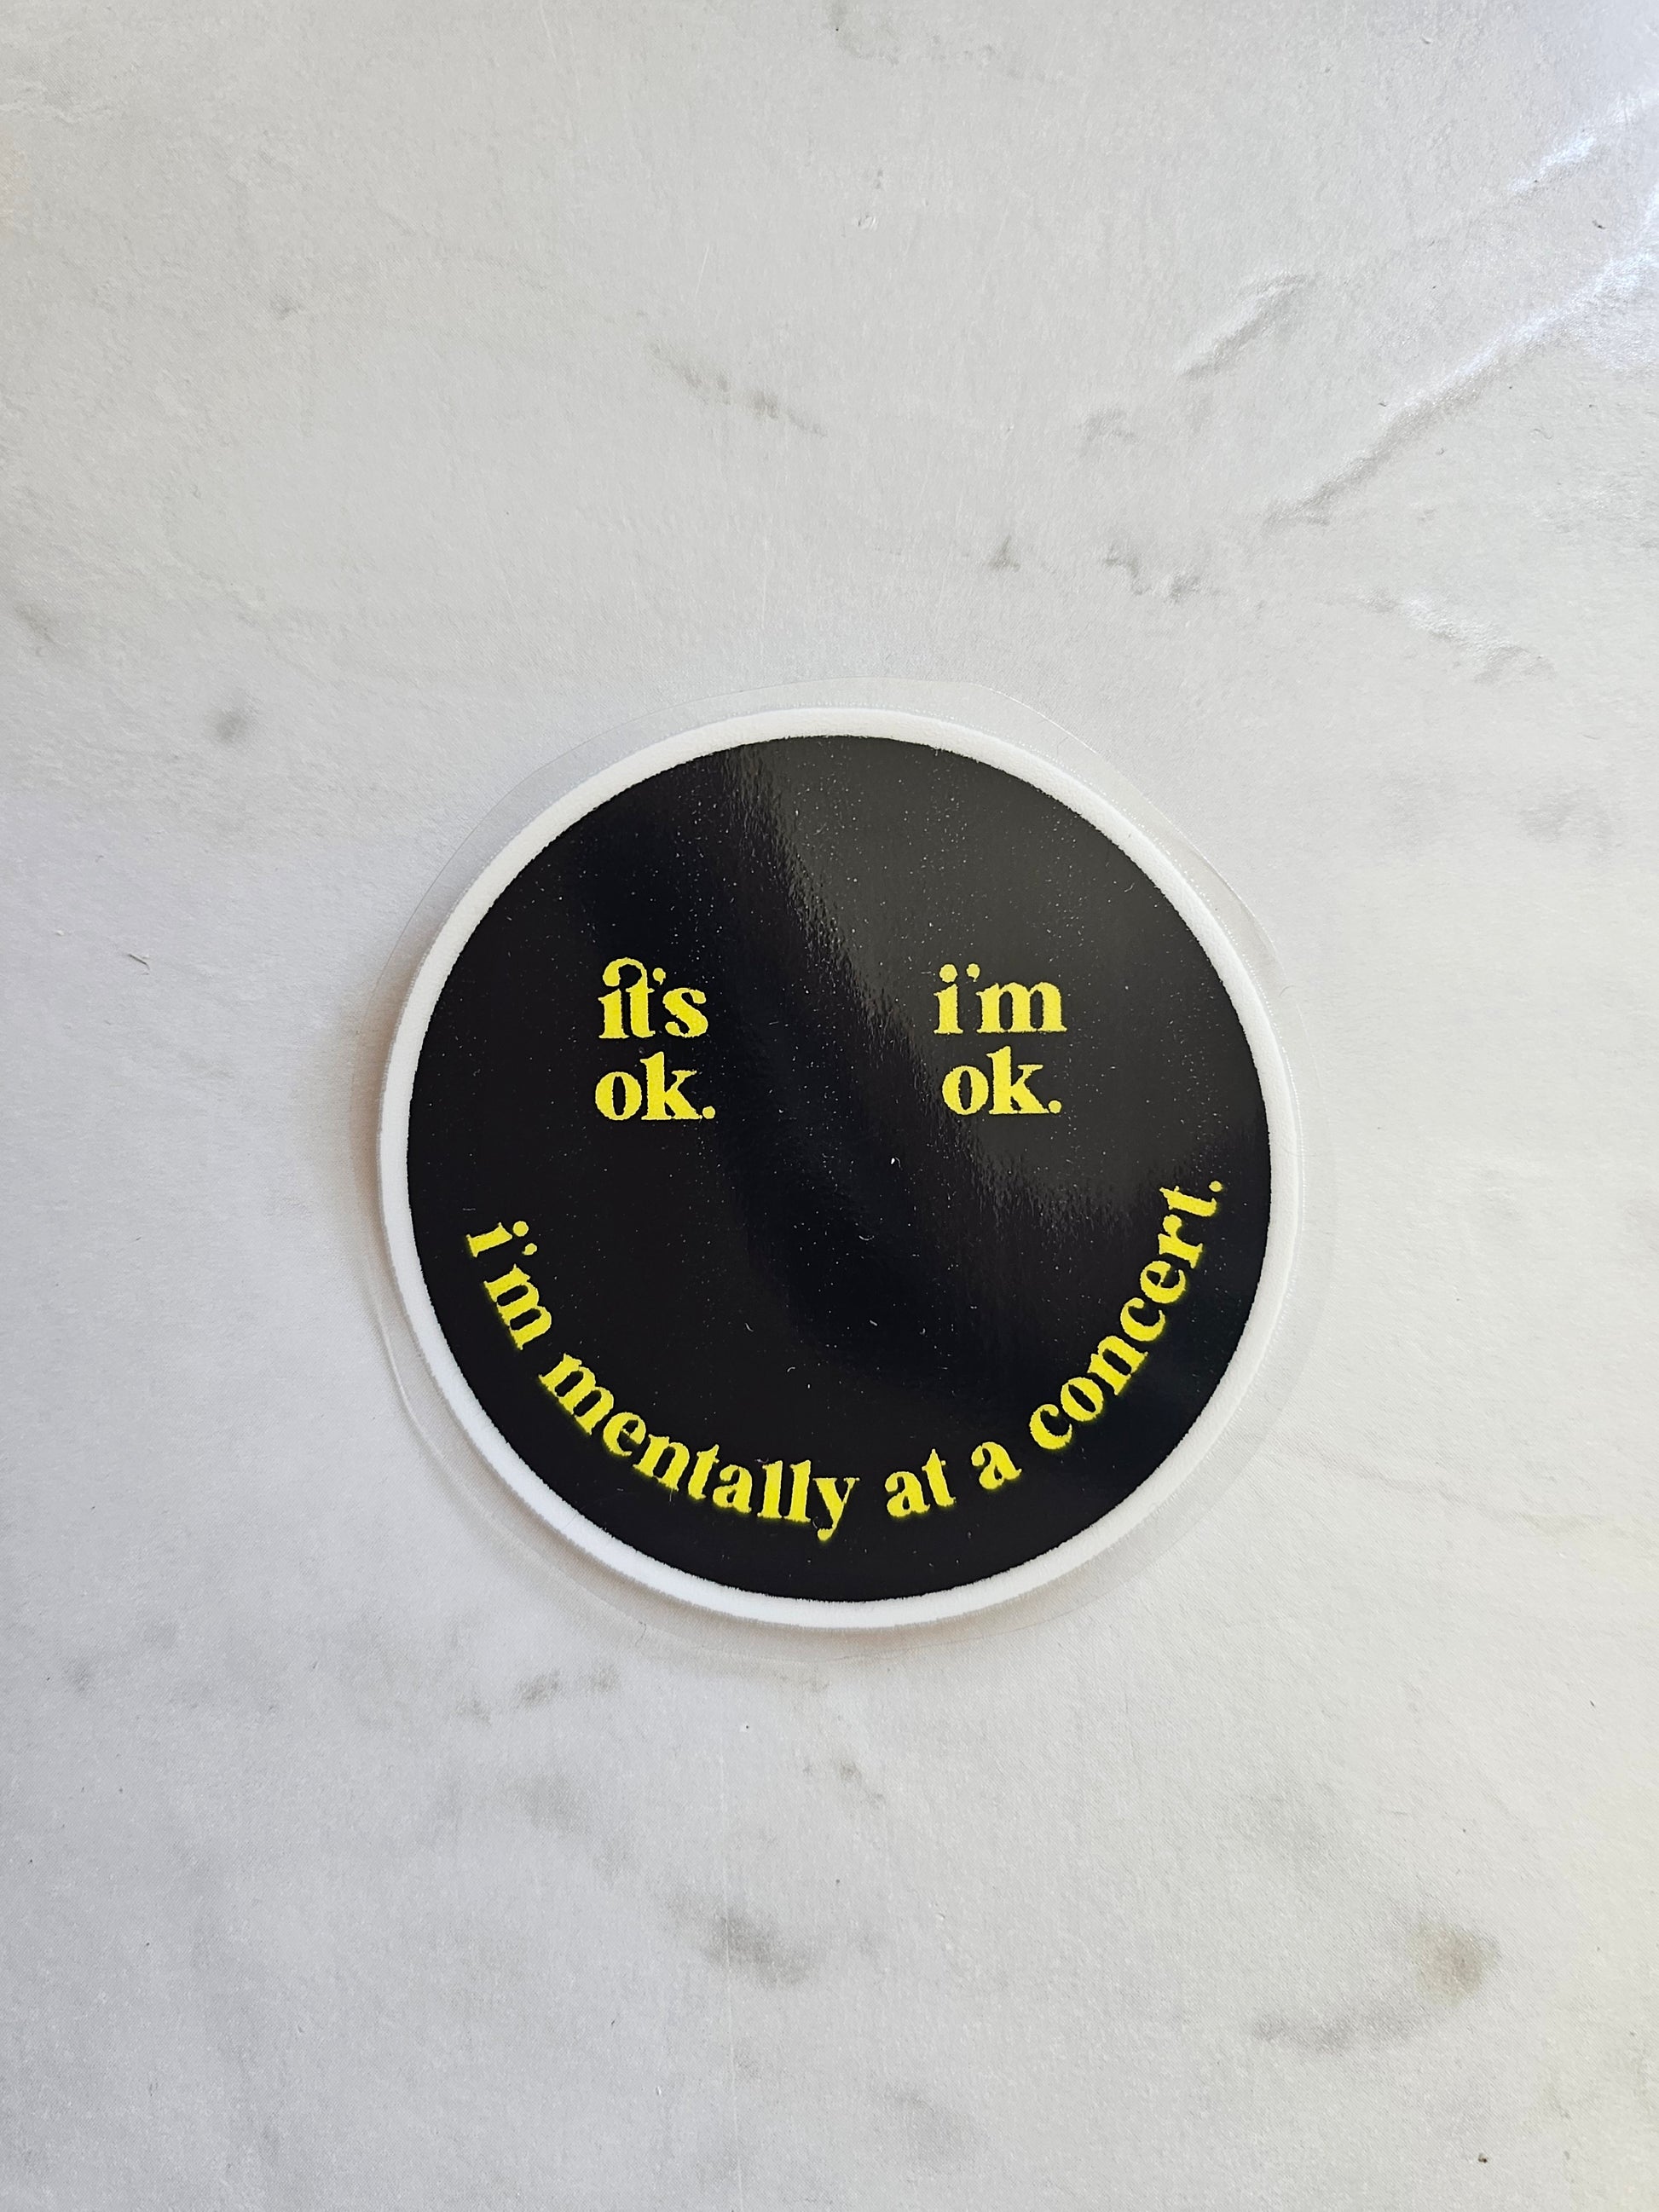 it's
ok.
i'm
ok.
i'm mentally at a concert.